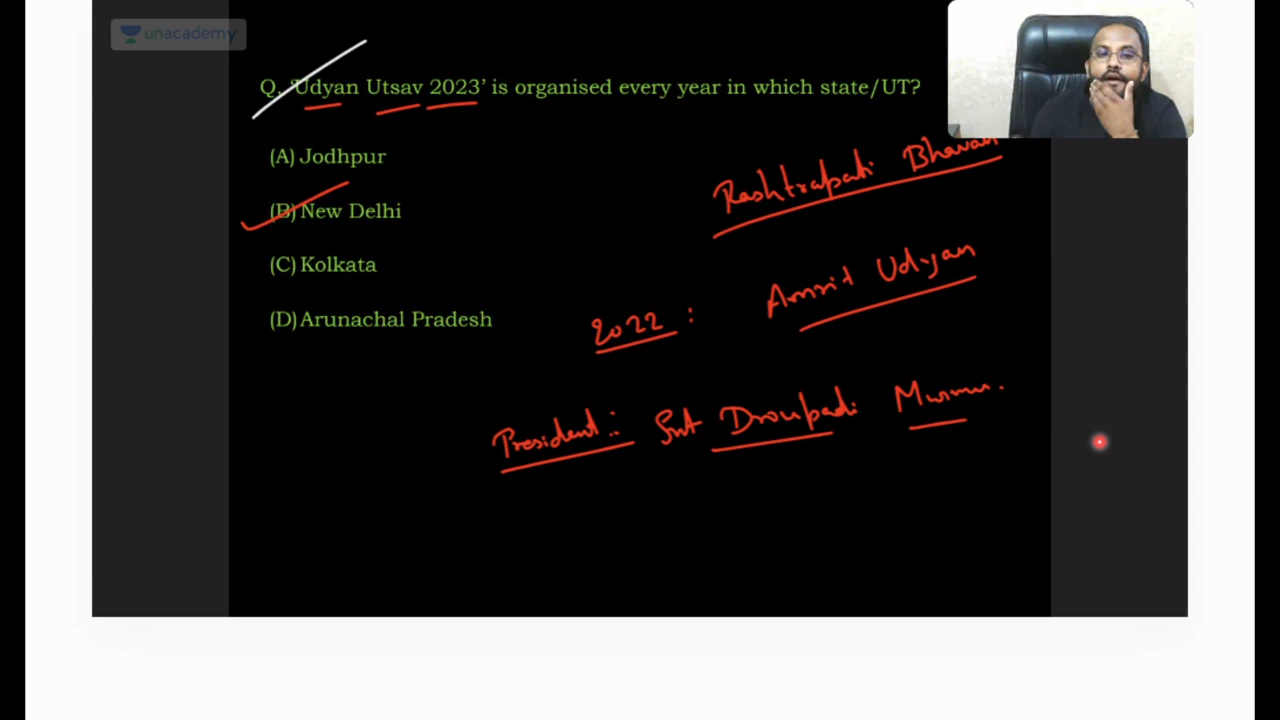 unacademy
Q. ‘Udyan Utsav 2023’ is organised every year in which state/UT?
(A) Jodhpur
(B) New Delhi
(C) Kolkata
(D) Arunachal Pradesh
Rashtrapati Bhavan
Amrit Udyan
2022 :
President : Smt Droupadi Murmu.